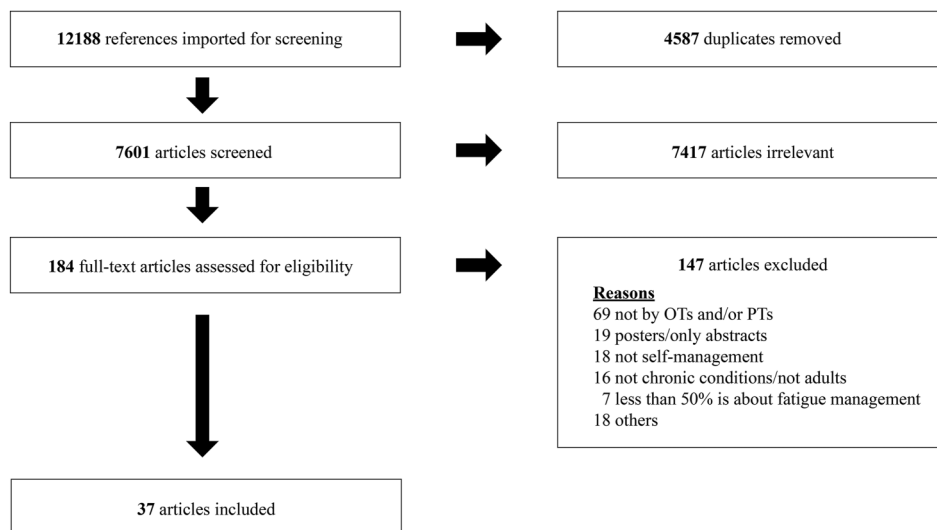 12188 references imported for screening
4587 duplicates removed
7601 articles screened
7417 articles irrelevant
184 full-text articles assessed for eligibility
147 articles excluded
Reasons
69 not by OTs and/or PTs
19 posters/only abstracts
18 not self-management
16 not chronic conditions/not adults
7 less than 50% is about fatigue management
18 others
37 articles included